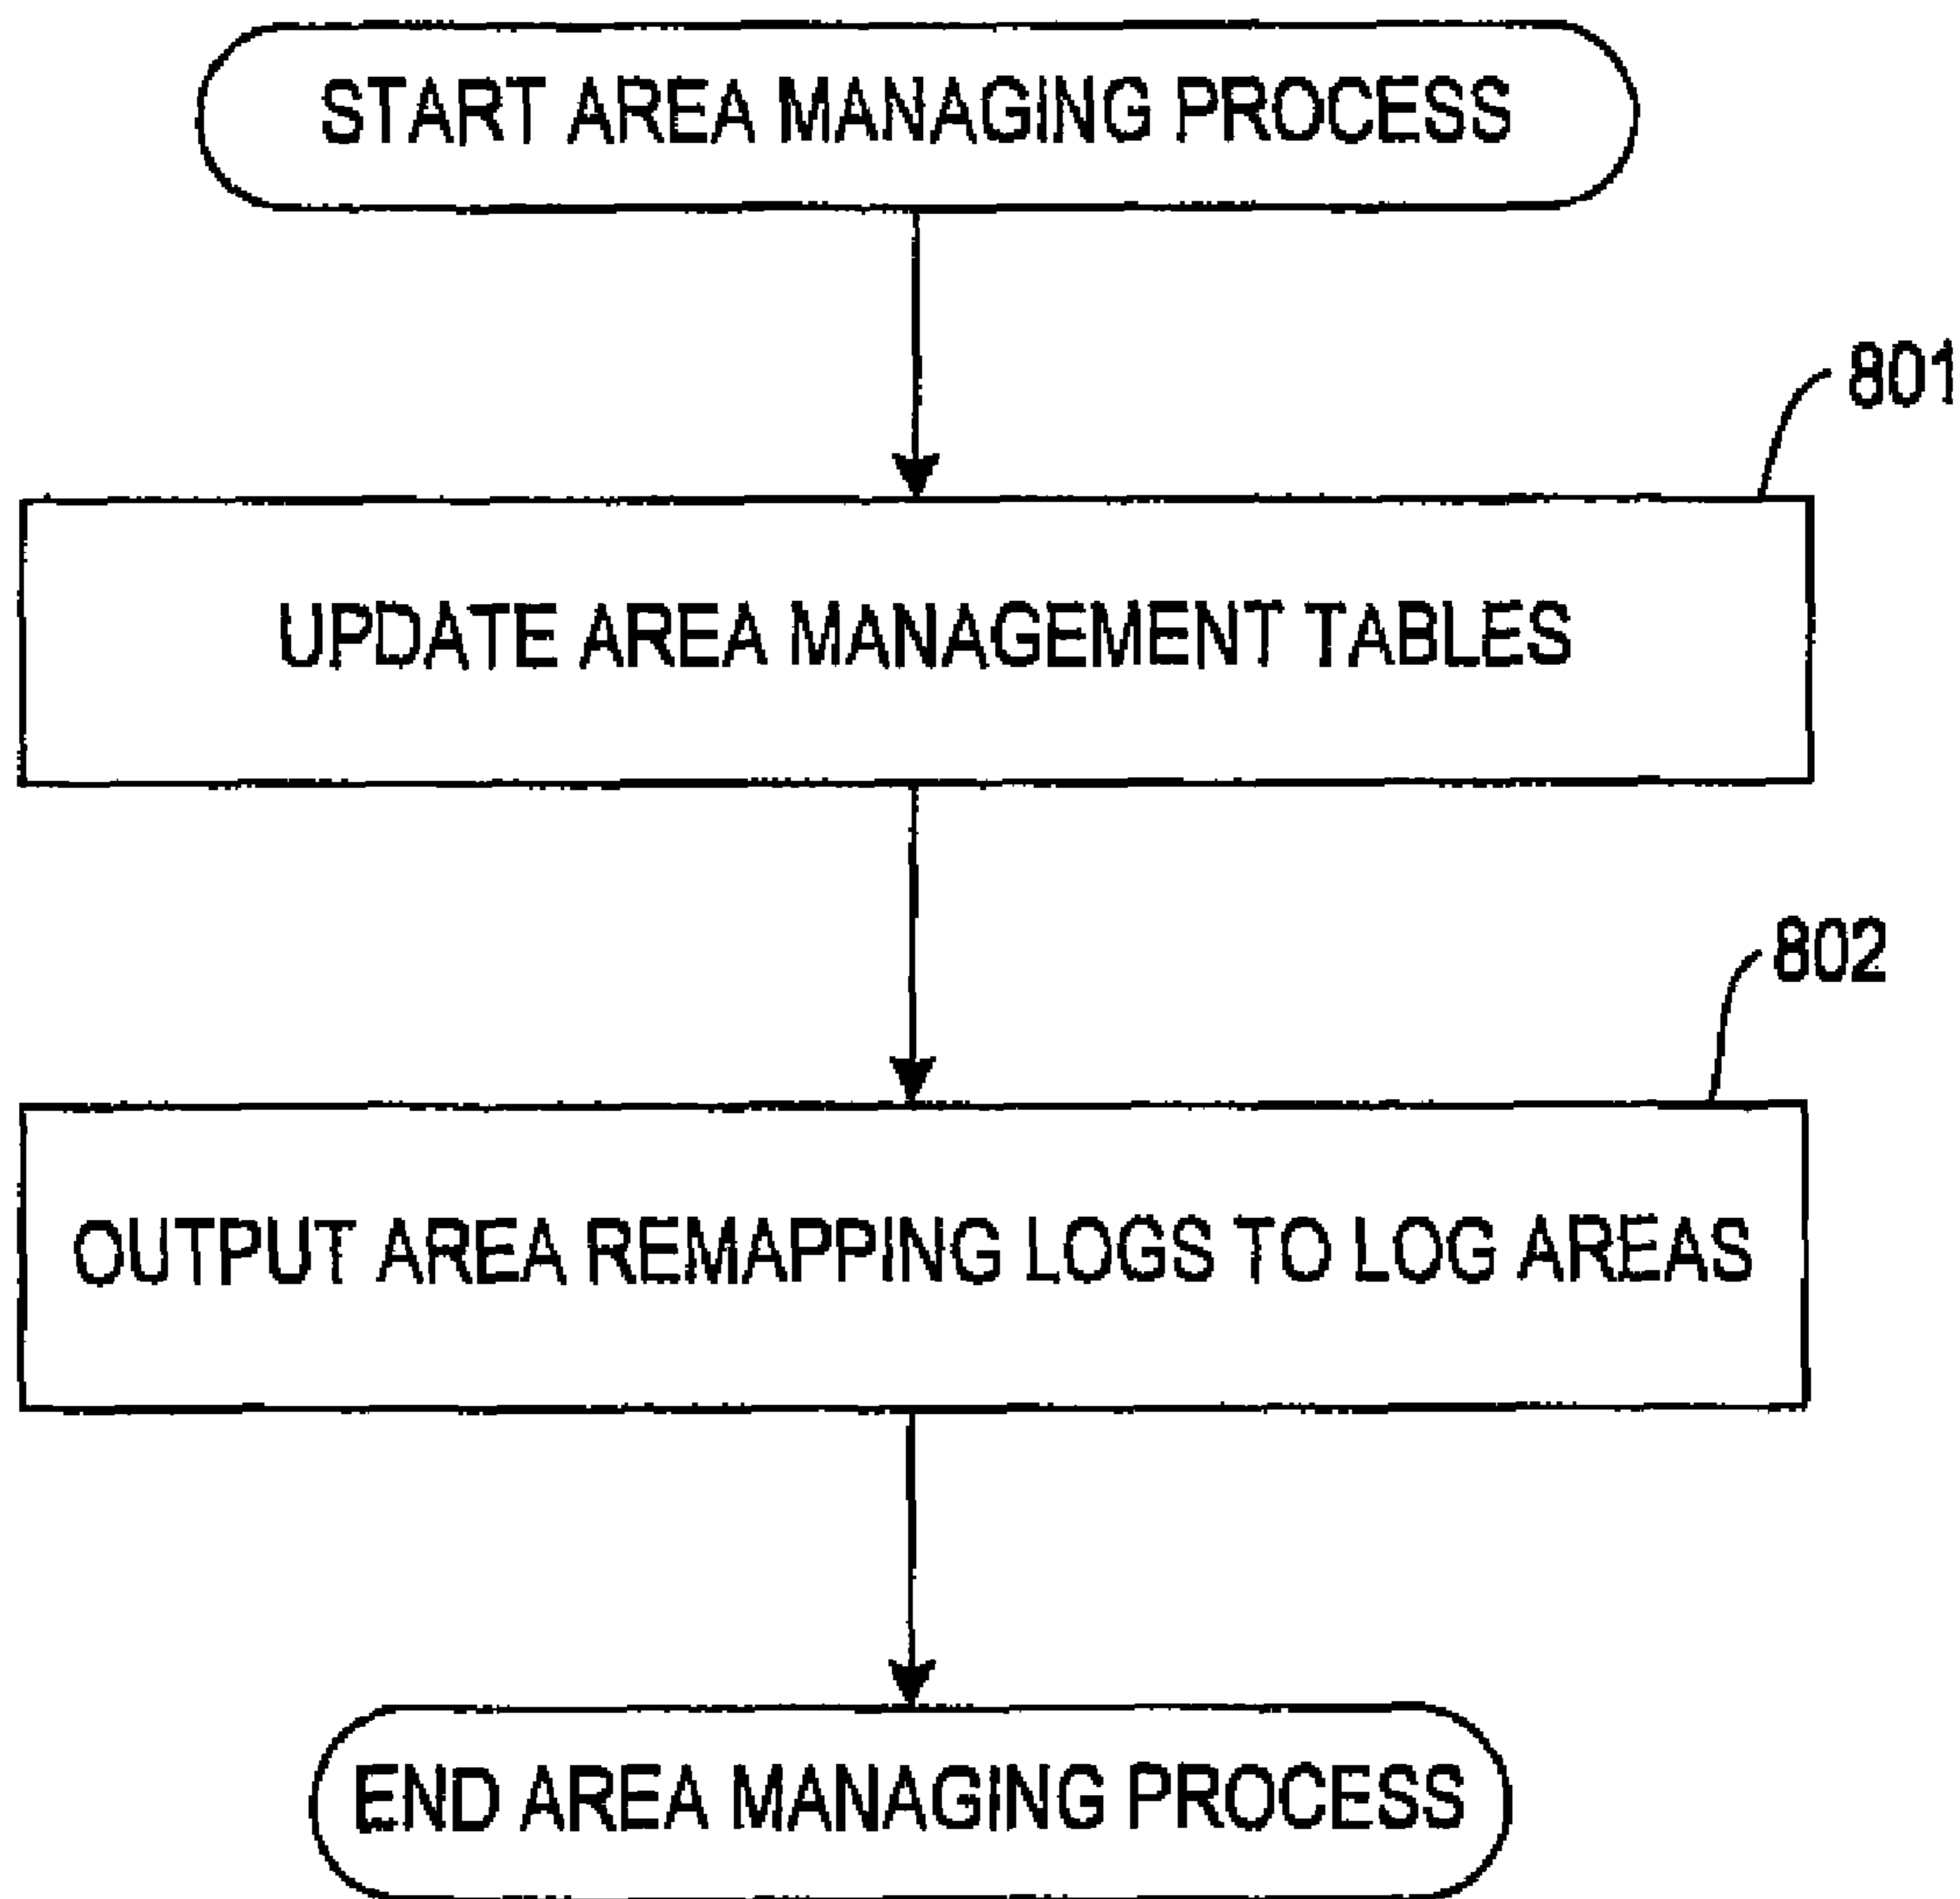 START AREA MANAGING PROCESS
801
UPDATE AREA MANAGEMENT TABLES
802
OUTPUT AREA REMAPPING LOGS TO LOG AREAS
END AREA MANAGING PROCESS